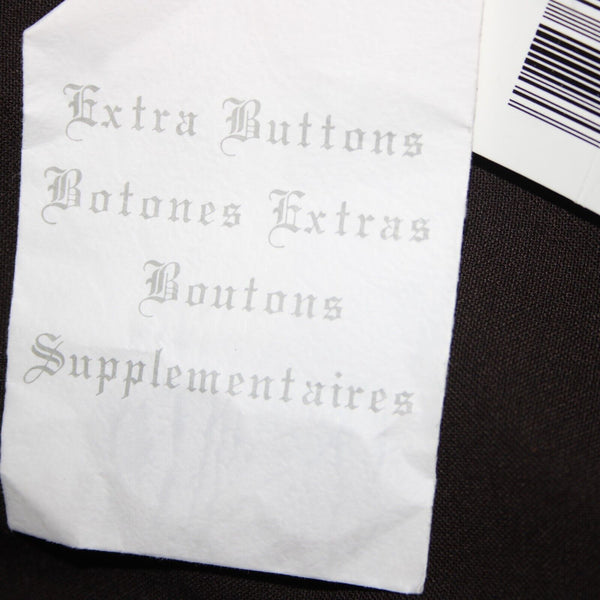 Extra Buttons
Botones Extras
Boutons
Supplementaires